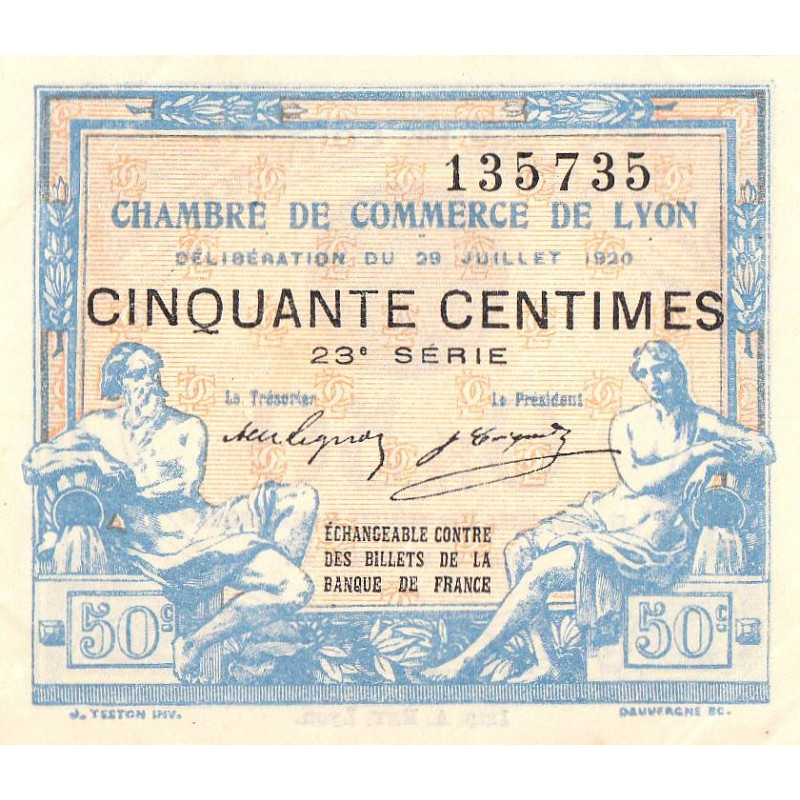 135735
CHAMBRE DE COMMERCE DE LYON
DÉLIBÉRATION DU 29 JUILLET 1920
CINQUANTE CENTIMES
23e SÉRIE
Le Trésorier Le Président
ÉCHANGEABLE CONTRE
DES BILLETS DE LA
BANQUE DE FRANCE
50c. 50c.
J. TESTON INV. DAUVERGNE SC.